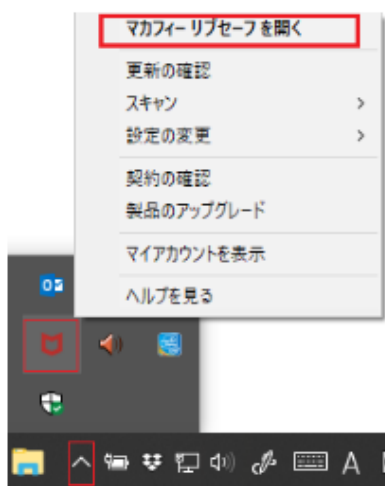 マカフィー リブセーフ を開く
更新の確認
スキャン
設定の変更
契約の確認
製品のアップグレード
マイアカウントを表示
ヘルプを見る
A